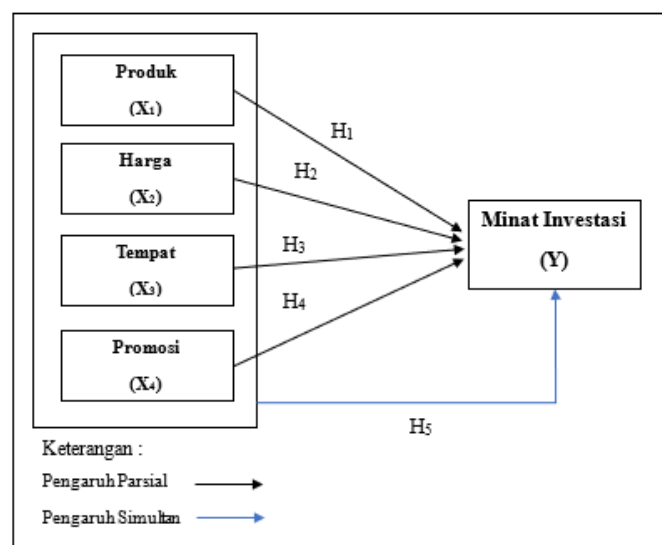 Produk
(X₁)
H₁
Harga
(X₂)
H₂
Minat Investasi
(Y)
Tempat
(X₃)
H₃
H₄
Promosi
(X₄)
H₅
Keterangan :
Pengaruh Parsial
Pengaruh Simultan